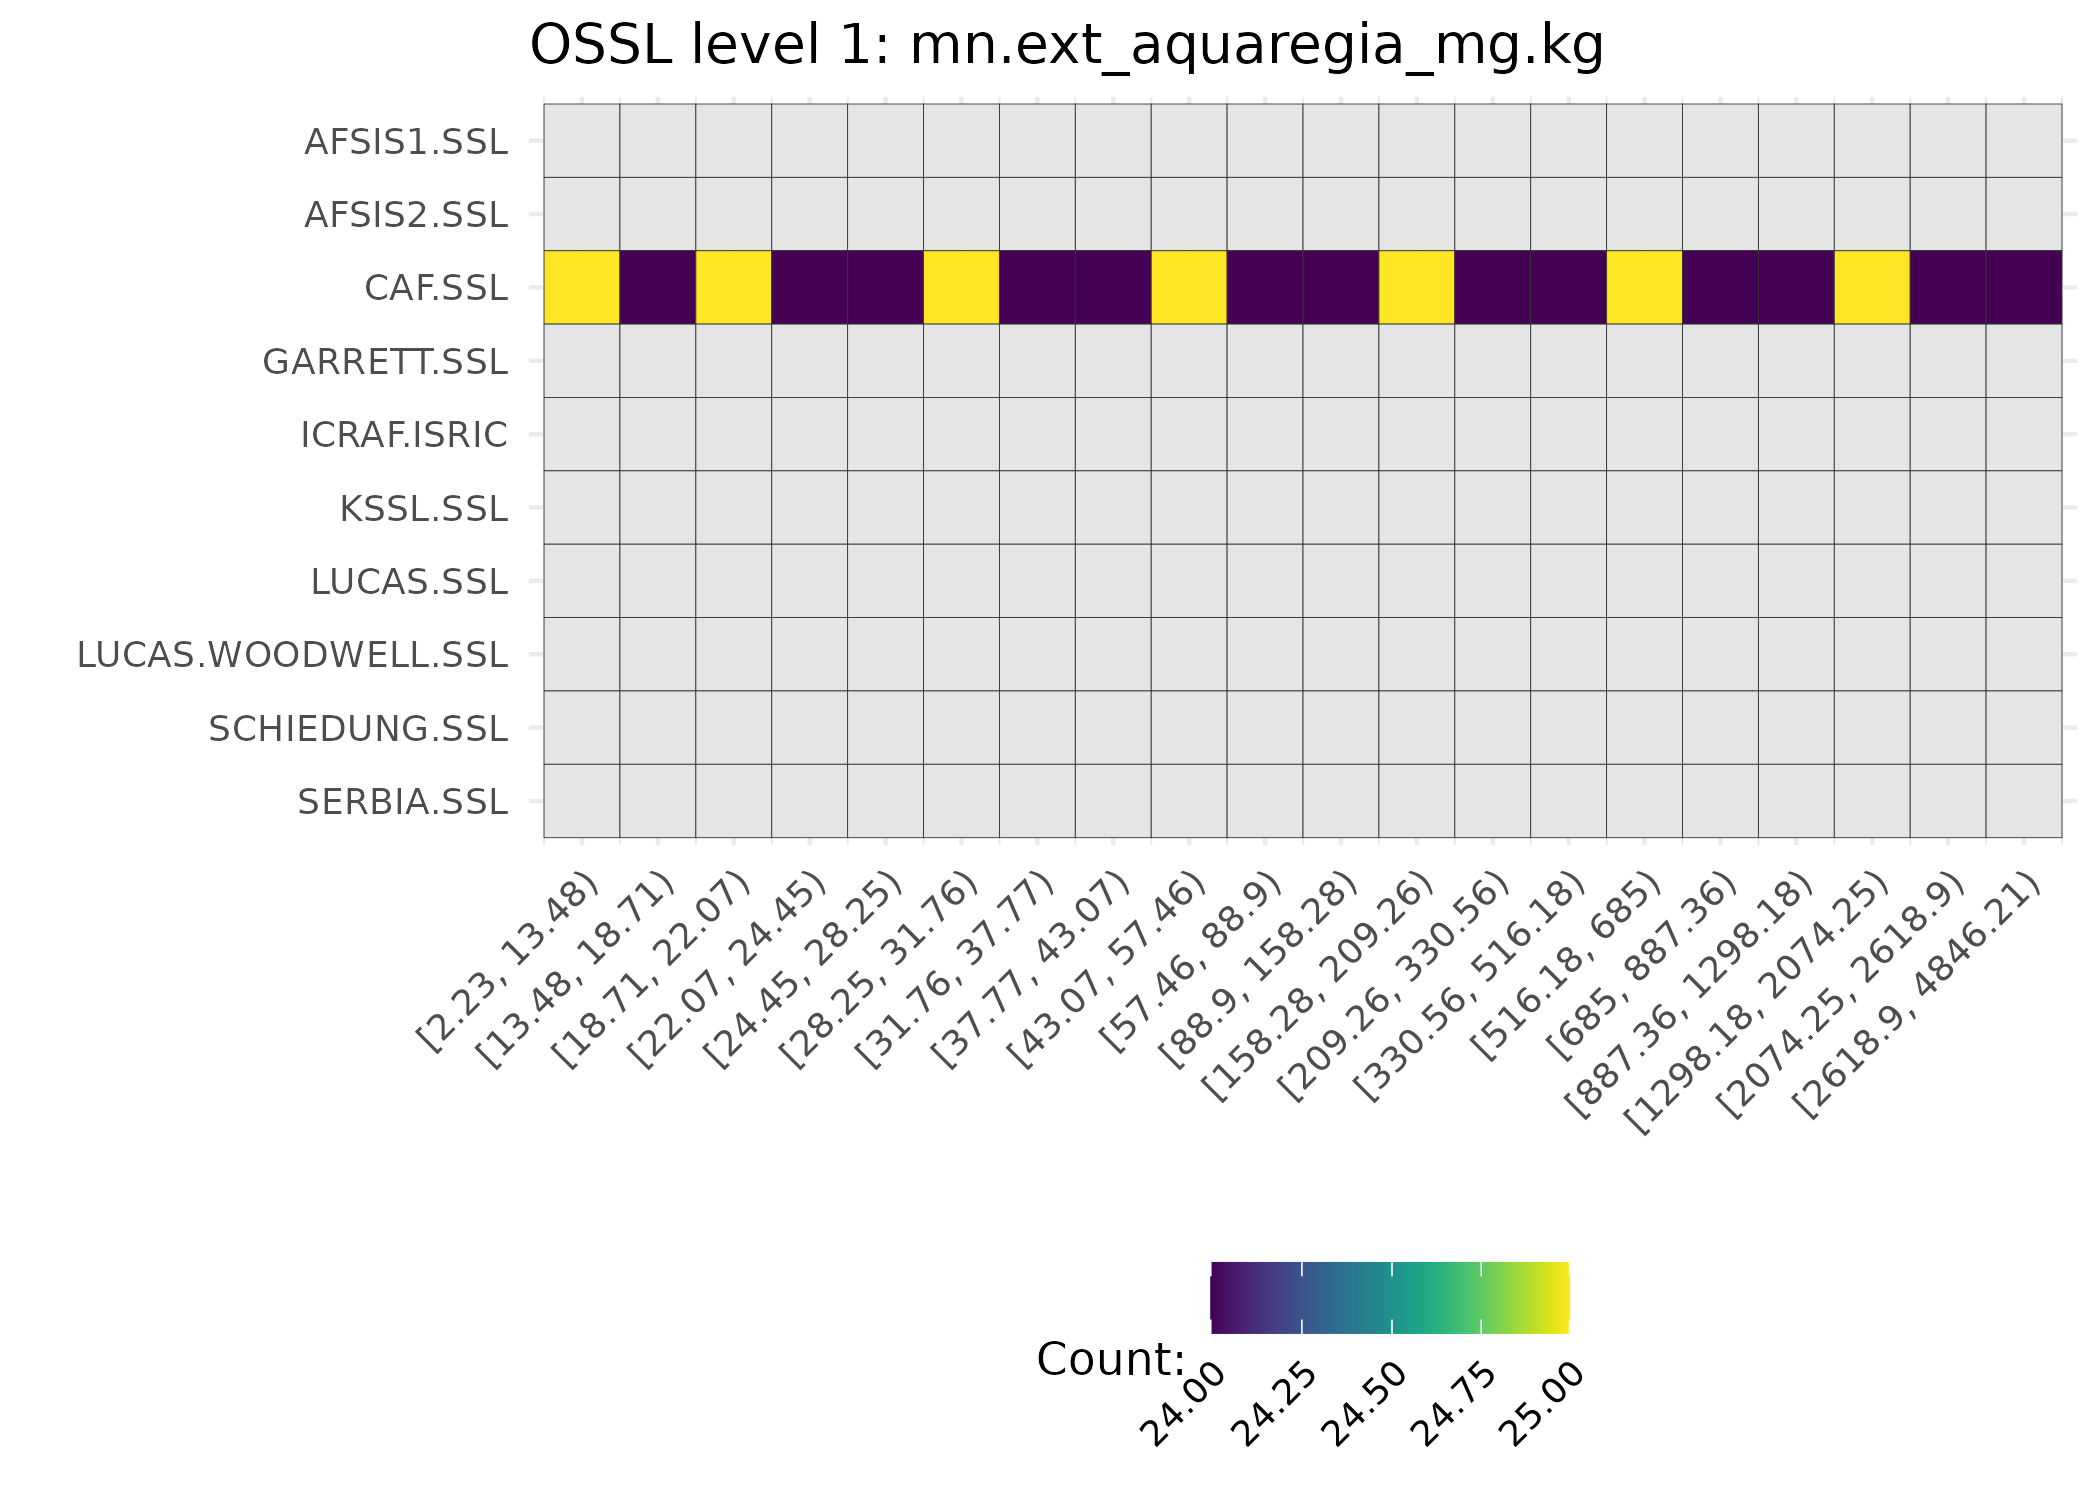 OSSL level 1: mn.ext_aquaregia_mg.kg
AFSIS1.SSL
AFSIS2.SSL
CAF.SSL
GARRETT.SSL
ICRAF.ISRIC
KSSL.SSL
LUCAS.SSL
LUCAS.WOODWELL.SSL
SCHIEDUNG.SSL
SERBIA.SSL
[2.23, 13.48)
[13.48, 18.71)
[18.71, 22.07)
[22.07, 24.45)
[24.45, 28.25)
[28.25, 31.76)
[31.76, 37.77)
[37.77, 43.07)
[43.07, 57.46)
[57.46, 88.9)
[88.9, 158.28)
[158.28, 209.26)
[209.26, 330.56)
[330.56, 516.18)
[516.18, 685)
[685, 887.36)
[887.36, 1298.18)
[1298.18, 2074.25)
[2074.25, 2618.9)
[2618.9, 4846.21)
Count:
24.00
24.25
24.50
24.75
25.00